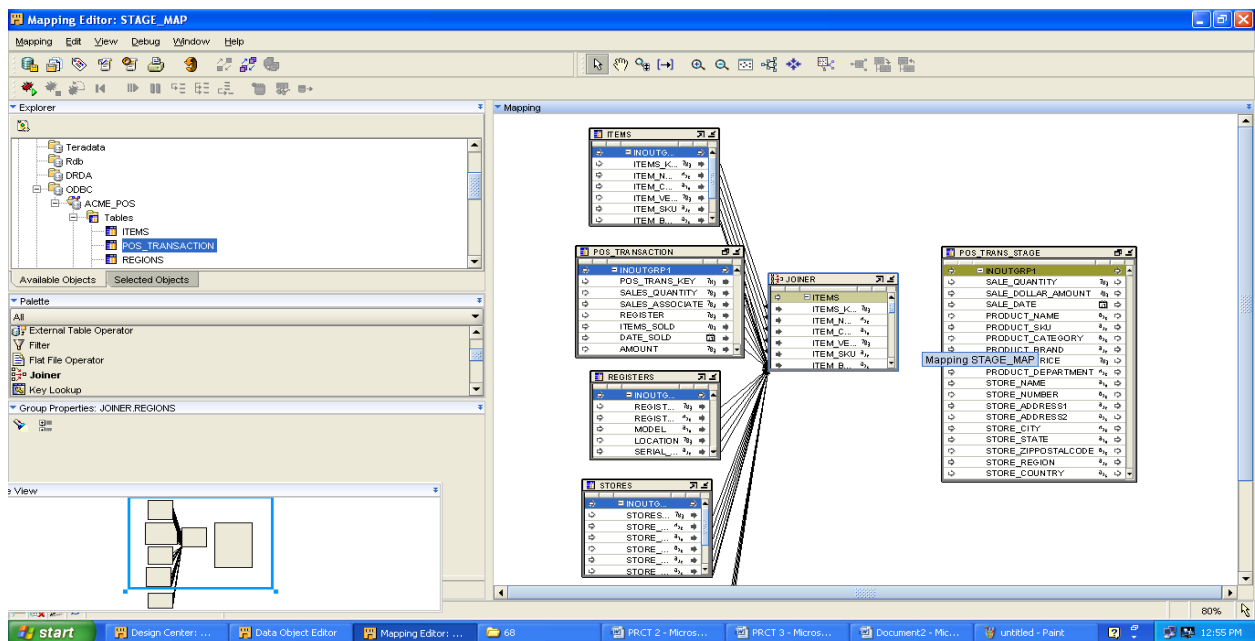 Mapping Editor: STAGE_MAP
Mapping Edit View Debug Window Help
Explorer
Teradata
Rdb
DRDA
ODBC
ACME_POS
Tables
ITEMS
POS_TRANSACTION
REGIONS
Available Objects Selected Objects
Palette
All
External Table Operator
Filter
Flat File Operator
Joiner
Key Lookup
Group Properties: JOINER.REGIONS
e View
Mapping
ITEMS
INOUTG...
ITEMS_K...
ITEM_N...
ITEM_C...
ITEM_VE...
ITEM_SKU
ITEM_B...
POS_TRANSACTION
INOUTGRP1
POS_TRANS_KEY
SALES_QUANTITY
SALES_ASSOCIATE
REGISTER
ITEMS_SOLD
DATE_SOLD
AMOUNT
REGISTERS
INOUTG...
REGIST...
REGIST...
MODEL
LOCATION
SERIAL_...
STORES
INOUTG...
STORES...
STORE_...
STORE_...
STORE_...
STORE_...
STORE ...
JOINER
ITEMS
ITEMS_K...
ITEM_N...
ITEM_C...
ITEM_VE...
ITEM_SKU
ITEM_B...
POS_TRANS_STAGE
INOUTGRP1
SALE_QUANTITY
SALE_DOLLAR_AMOUNT
SALE_DATE
PRODUCT_NAME
PRODUCT_SKU
PRODUCT_CATEGORY
PRODUCT_BRAND
Mapping STAGE_MAP
RICE
PRODUCT_DEPARTMENT
STORE_NAME
STORE_NUMBER
STORE_ADDRESS1
STORE_ADDRESS2
STORE_CITY
STORE_STATE
STORE_ZIPPOSTALCODE
STORE_REGION
STORE_COUNTRY
80%
start Design Center: ... Data Object Editor Mapping Editor: ... 68 PRCT 2 - Micros... PRCT 3 - Micros... Document2 - Mic... untitled - Paint 12:55 PM